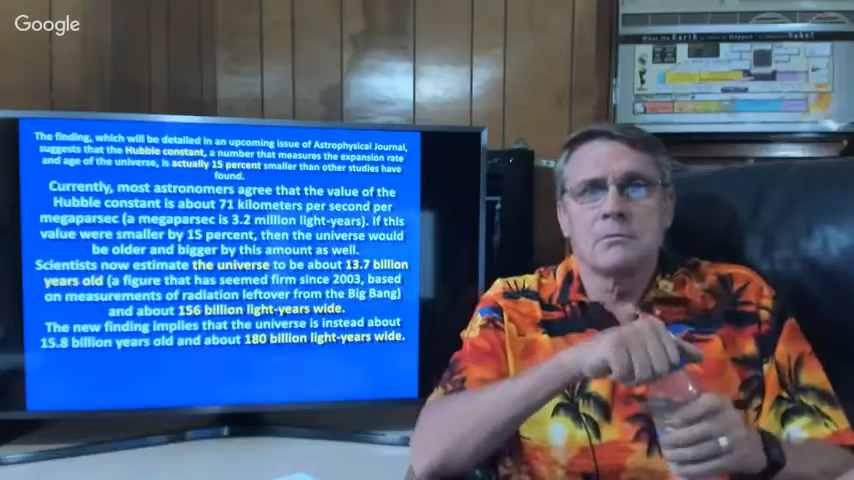 Google
What On Earth Is About to Happen
The finding, which will be detailed in an upcoming issue of Astrophysical Journal,
suggests that the Hubble constant, a number that measures the expansion rate
and age of the universe, is actually 15 percent smaller than other studies have
found.
Currently, most astronomers agree that the value of the
Hubble constant is about 71 kilometers per second per
megaparsec (a megaparsec is 3.2 million light-years). If this
value were smaller by 15 percent, then the universe would
be older and bigger by this amount as well.
Scientists now estimate the universe to be about 13.7 billion
years old (a figure that has seemed firm since 2003, based
on measurements of radiation leftover from the Big Bang)
and about 156 billion light-years wide.
The new finding implies that the universe is instead about
15.8 billion years old and about 180 billion light-years wide.